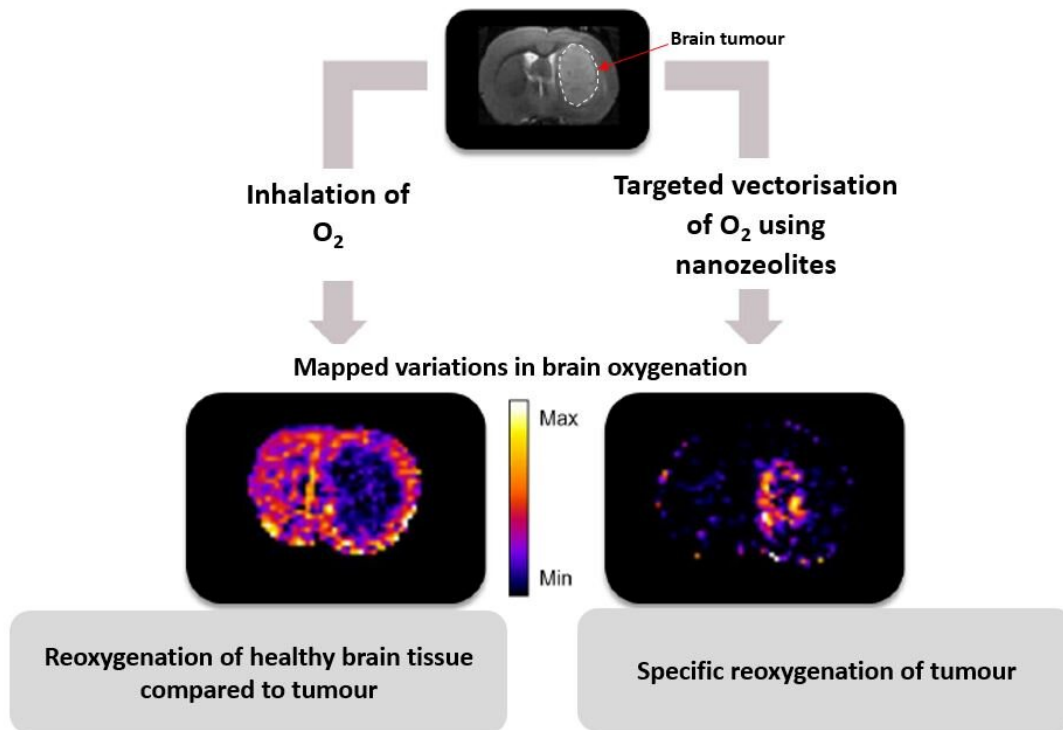 Brain tumour
Inhalation of
O₂
Targeted vectorisation
of O₂ using
nanozeolites
Mapped variations in brain oxygenation
Max
Min
Reoxygenation of healthy brain tissue
compared to tumour
Specific reoxygenation of tumour